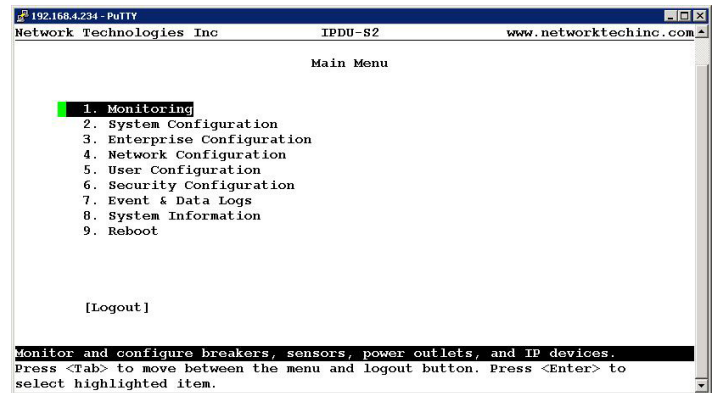 192.168.4.234 - PuTTY
Network Technologies Inc IPDU-S2 www.networktechinc.com
Main Menu
1. Monitoring
2. System Configuration
3. Enterprise Configuration
4. Network Configuration
5. User Configuration
6. Security Configuration
7. Event & Data Logs
8. System Information
9. Reboot
[Logout]
Monitor and configure breakers, sensors, power outlets, and IP devices.
Press <Tab> to move between the menu and logout button. Press <Enter> to
select highlighted item.